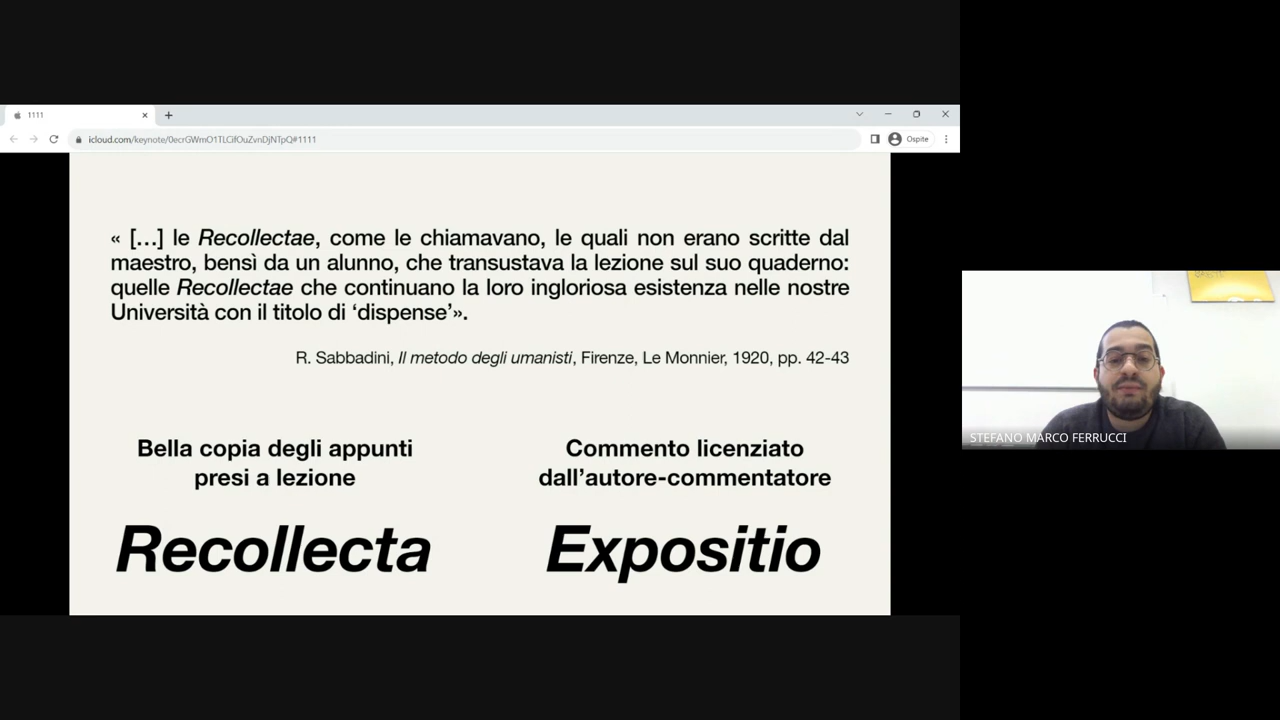 1111
icloud.com/keynote/0ecrGWmO1TLCifOuZvnDjNTpQ#1111
Ospite
« […] le Recollectae, come le chiamavano, le quali non erano scritte dal
maestro, bensì da un alunno, che transustava la lezione sul suo quaderno:
quelle Recollectae che continuano la loro ingloriosa esistenza nelle nostre
Università con il titolo di ‘dispense’».
R. Sabbadini, Il metodo degli umanisti, Firenze, Le Monnier, 1920, pp. 42-43
Bella copia degli appunti
presi a lezione
Recollecta
Commento licenziato
dall’autore-commentatore
Expositio
STEFANO MARCO FERRUCCI